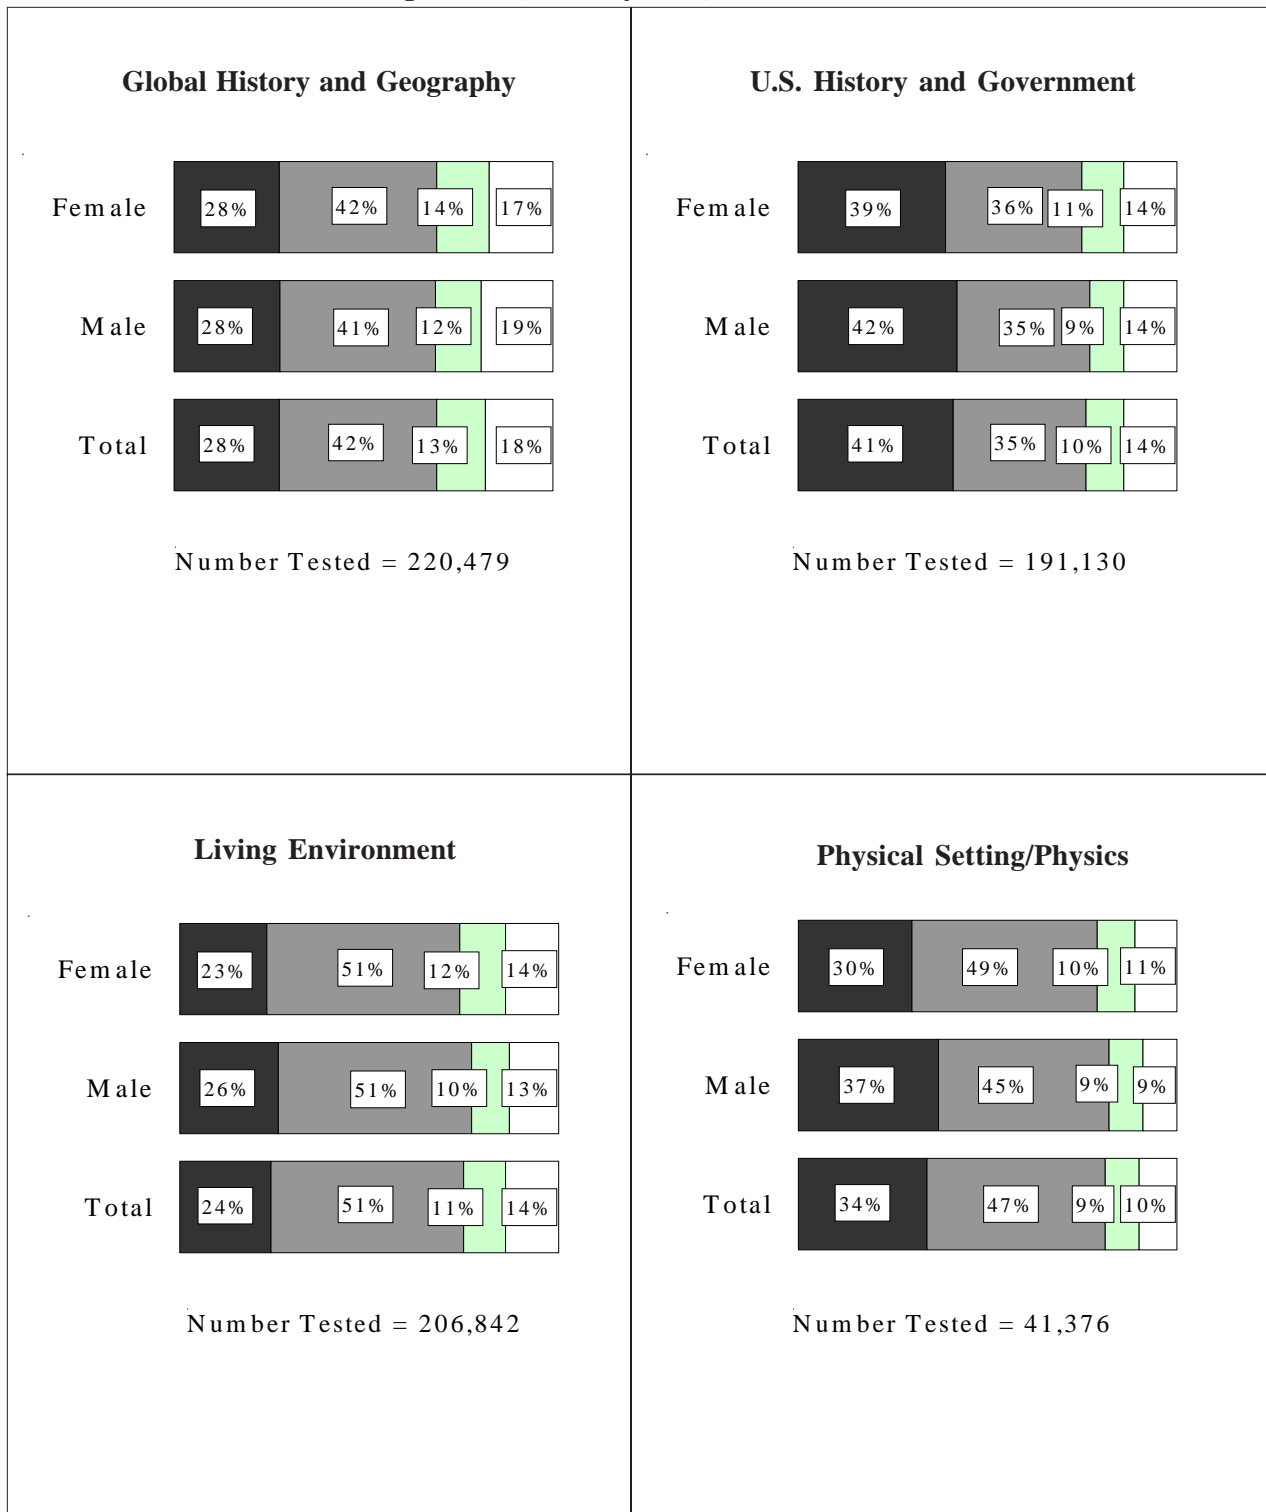 Global History and Geography
Female 28% 42% 14% 17%
Male 28% 41% 12% 19%
Total 28% 42% 13% 18%
Number Tested = 220,479
U.S. History and Government
Female 39% 36% 11% 14%
Male 42% 35% 9% 14%
Total 41% 35% 10% 14%
Number Tested = 191,130
Living Environment
Female 23% 51% 12% 14%
Male 26% 51% 10% 13%
Total 24% 51% 11% 14%
Number Tested = 206,842
Physical Setting/Physics
Female 30% 49% 10% 11%
Male 37% 45% 9% 9%
Total 34% 47% 9% 10%
Number Tested = 41,376